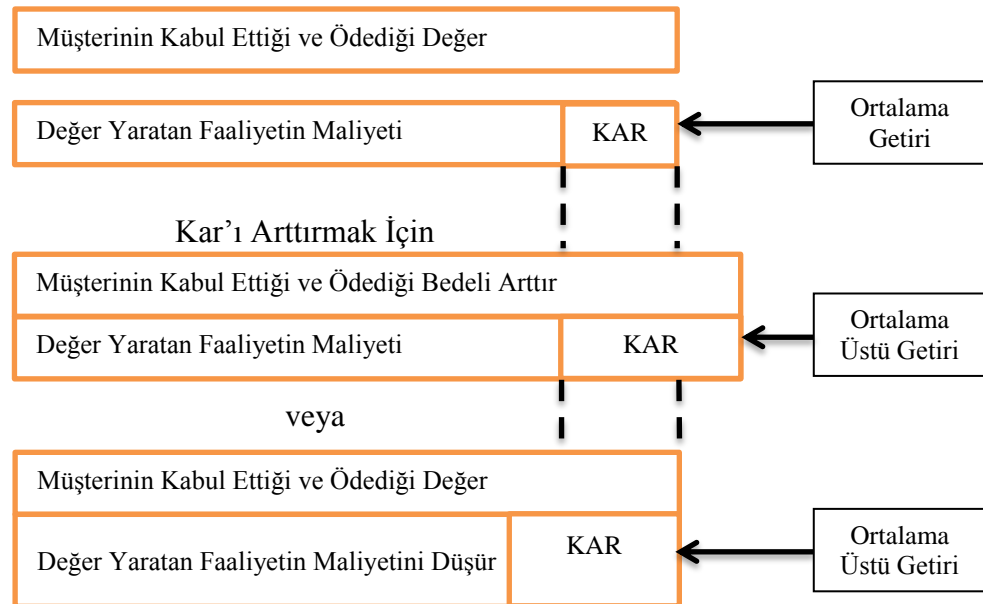 Müşterinin Kabul Ettiği ve Ödediği Değer
Değer Yaratan Faaliyetin Maliyeti
KAR
Ortalama
Getiri
Kar’ı Arttırmak İçin
Müşterinin Kabul Ettiği ve Ödediği Bedeli Arttır
Değer Yaratan Faaliyetin Maliyeti
KAR
Ortalama
Üstü Getiri
veya
Müşterinin Kabul Ettiği ve Ödediği Değer
Değer Yaratan Faaliyetin Maliyetini Düşür
KAR
Ortalama
Üstü Getiri